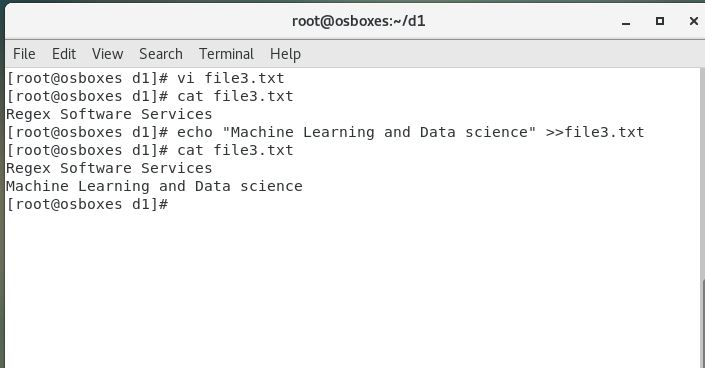 root@osboxes:~/d1
File Edit View Search Terminal Help
[root@osboxes d1]# vi file3.txt
[root@osboxes d1]# cat file3.txt
Regex Software Services
[root@osboxes d1]# echo "Machine Learning and Data science" >>file3.txt
[root@osboxes d1]# cat file3.txt
Regex Software Services
Machine Learning and Data science
[root@osboxes d1]#